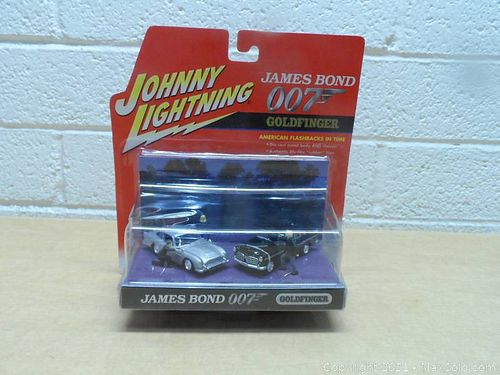 JOHNNY
LIGHTNING
JAMES BOND
007
GOLDFINGER
AMERICAN FLASHBACKS IN TIME
JAMES BOND 007
GOLDFINGER